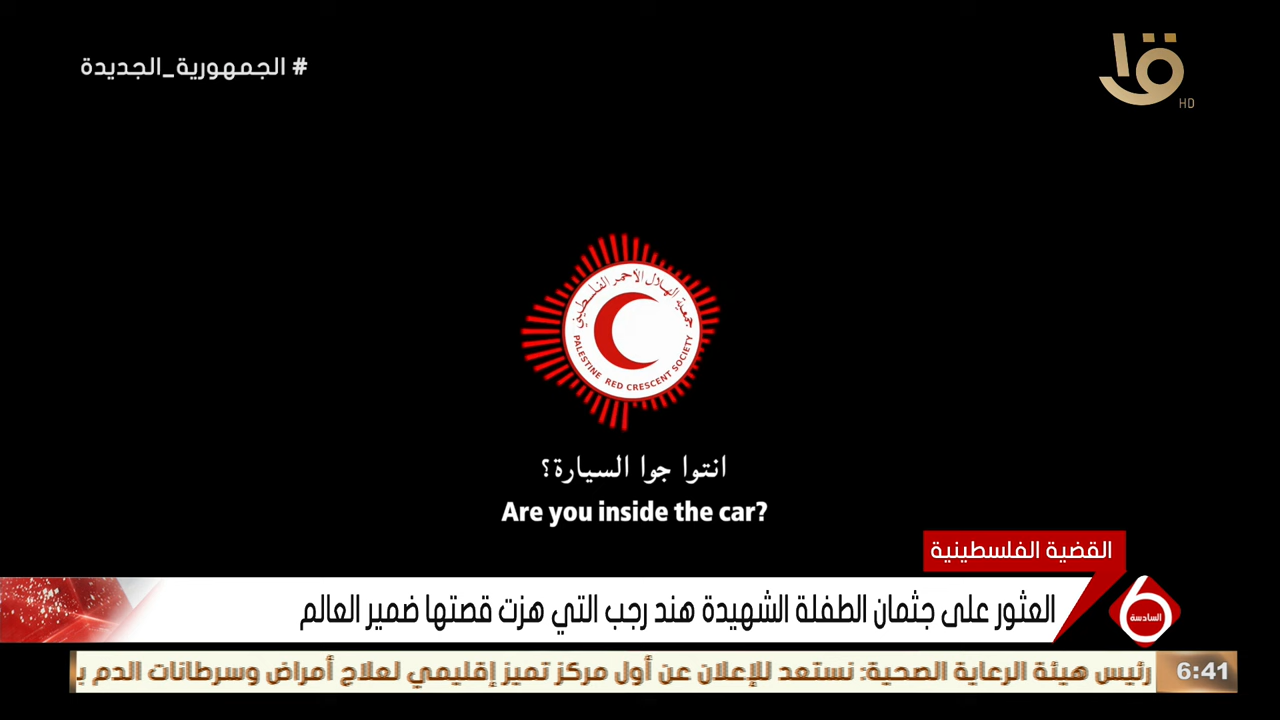 # الجمهورية_الجديدة
HD
جمعية الهلال الأحمر الفلسطيني
PALESTINE RED CRESCENT SOCIETY
انتوا جوا السيارة؟
Are you inside the car?
القضية الفلسطينية
العثور على جثمان الطفلة الشهيدة هند رجب التي هزت قصتها ضمير العالم
السادسة
6:41
رئيس هيئة الرعاية الصحية: نستعد للإعلان عن أول مركز تميز إقليمي لعلاج أمراض وسرطانات الدم